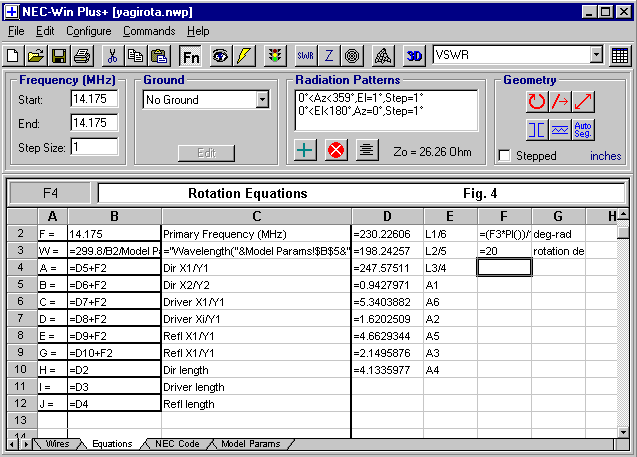 NEC-Win Plus+ [yagirota.nwp]
File Edit Configure Commands Help
Fn SWR Z 3D VSWR
Frequency (MHz) Ground Radiation Patterns Geometry
Start: 14.175 No Ground 0°<Az<359°,El=1°,Step=1°
0°<El<180°,Az=0°,Step=1°
End: 14.175
Step Size: 1 Edit Zo = 26.26 Ohm Auto Seg.
Stepped inches
F4 Rotation Equations Fig. 4
A B C D E F G H
2 F = 14.175 Primary Frequency (MHz) =230.22606 L1/6 =(F3*PI())/ deg-rad
3 W = =299.8/B2/Model Pa ="Wavelength("&Model Params!$B$5&" =198.24257 L2/5 =20 rotation de
4 A = =D5+F2 Dir X1/Y1 =247.57511 L3/4
5 B = =D6+F2 Dir X2/Y2 =0.9427971 A1
6 C = =D7+F2 Driver X1/Y1 =5.3403882 A6
7 D = =D8+F2 Driver Xi/Y1 =1.6202509 A2
8 E = =D9+F2 Refl X1/Y1 =4.6629344 A5
9 G = =D10+F2 Refl X1/Y1 =2.1495876 A3
10 H = =D2 Dir length =4.1335977 A4
11 I = =D3 Driver length
12 J = =D4 Refl length
13
14
Wires Equations NEC Code Model Params